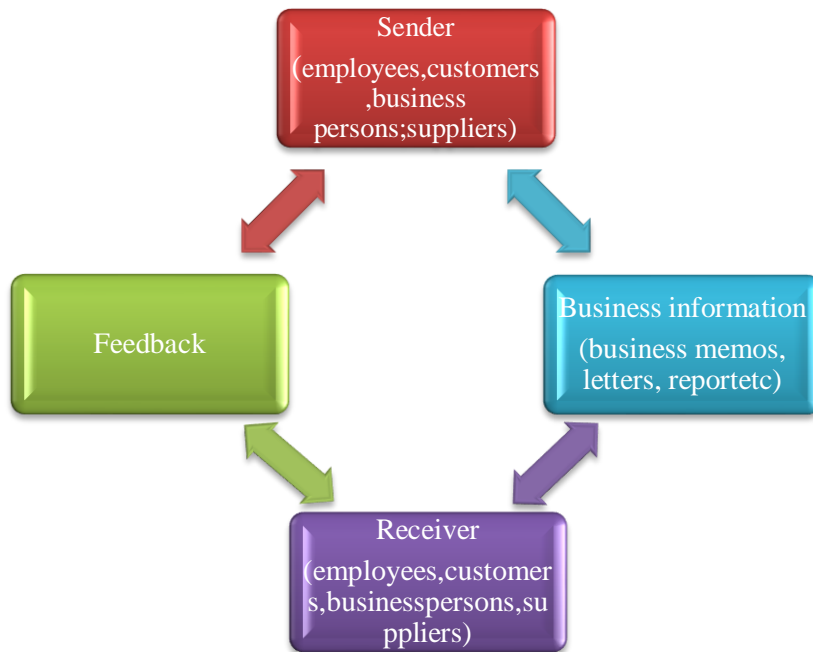 Sender
(employees,customers
,business
persons;suppliers)
Feedback
Business information
(business memos,
letters, reportetc)
Receiver
(employees,customer
s,businesspersons,su
ppliers)